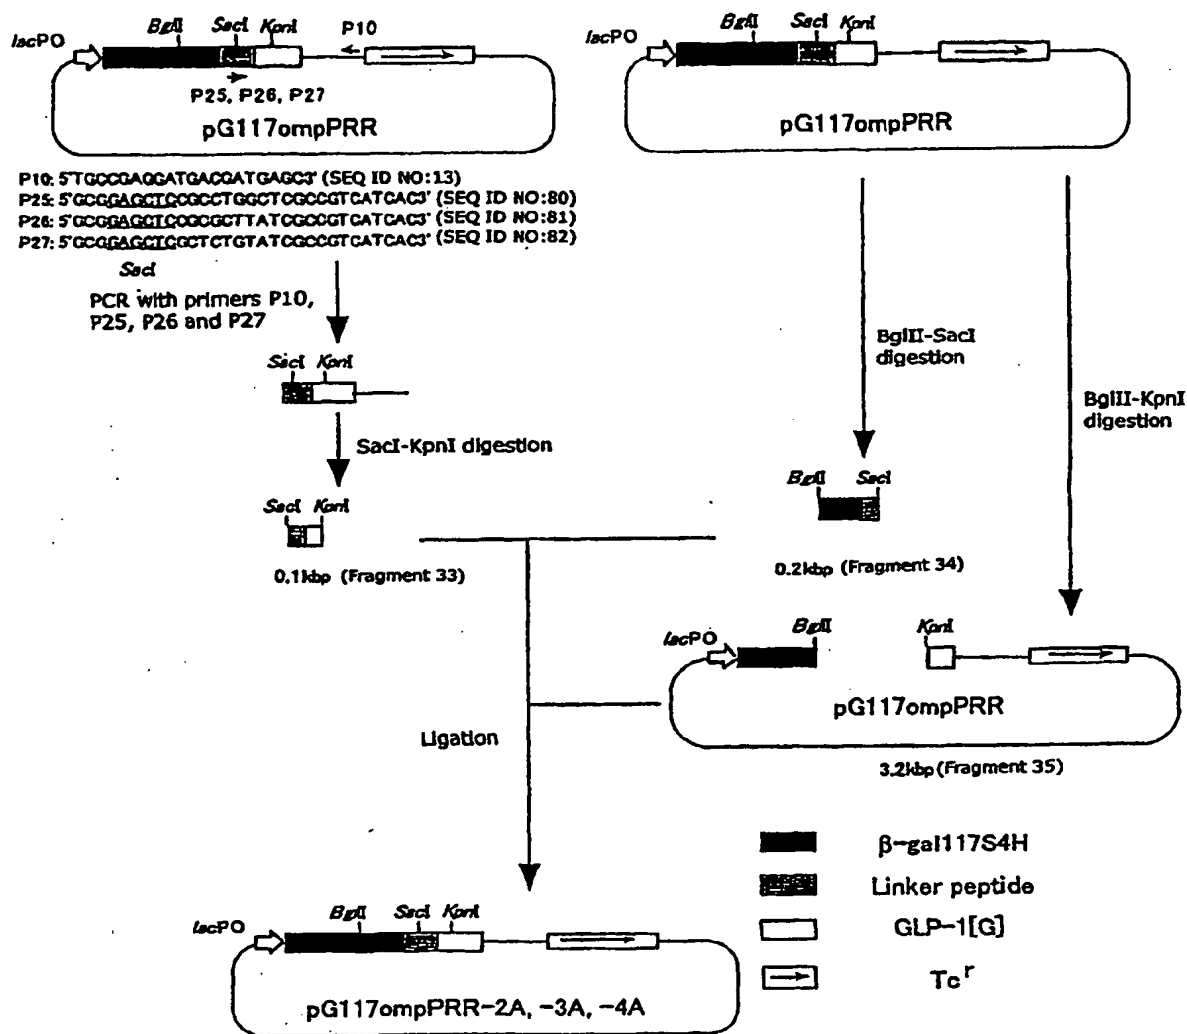 lacPO BglII SacI KpnI P10
P25, P26, P27
pG117ompPRR
lacPO BglII SacI KpnI
pG117ompPRR
P10: 5'TGCCGAGGATGACGATGAGC3' (SEQ ID NO:13)
P25: 5'GCGGAGCTCCGCCTGGCTCGCCGTCATCAC3' (SEQ ID NO:80)
P26: 5'GCGGAGCTCCGCGCTTATCGCCGTCATCAC3' (SEQ ID NO:81)
P27: 5'GCGGAGCTCGCTCTGTATCGCCGTCATCAC3' (SEQ ID NO:82)
SacI
PCR with primers P10,
P25, P26 and P27
SacI KpnI
SacI-KpnI digestion
SacI KpnI
0.1kbp (Fragment 33)
BglII-SacI
digestion
BglII SacI
0.2kbp (Fragment 34)
BglII-KpnI
digestion
lacPO BglII KpnI
pG117ompPRR
3.2kbp (Fragment 35)
Ligation
lacPO BglII SacI KpnI
pG117ompPRR-2A, -3A, -4A
β-gal117S4H
Linker peptide
GLP-1[G]
Tc r